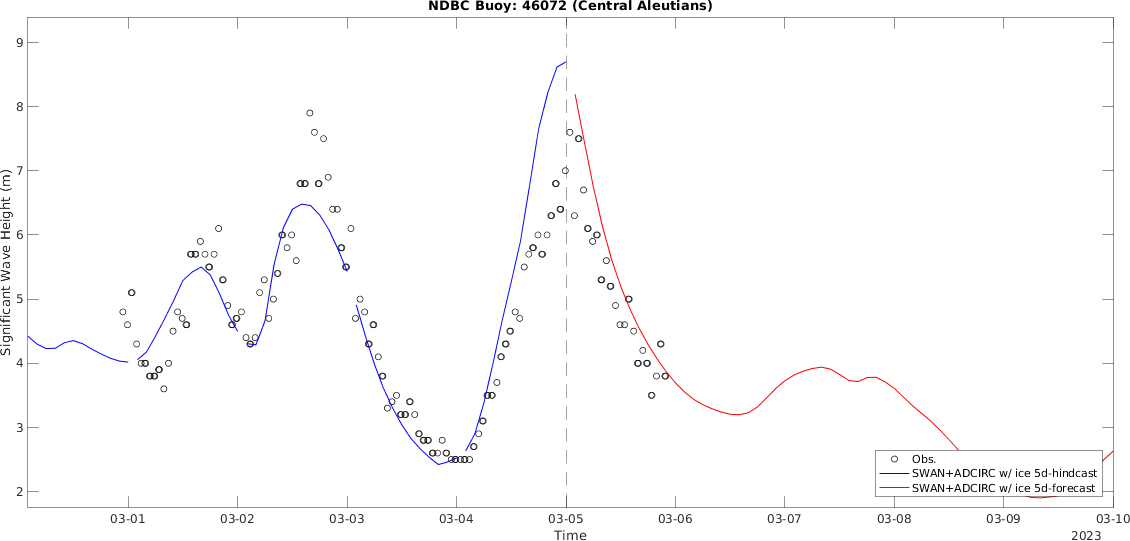 NDBC Buoy: 46072 (Central Aleutians)
Significant Wave Height (m)
9
8
7
6
5
4
3
2
Obs.
SWAN+ADCIRC w/ ice 5d-hindcast
SWAN+ADCIRC w/ ice 5d-forecast
03-01 03-02 03-03 03-04 03-05 03-06 03-07 03-08 03-09 03-10
Time
2023